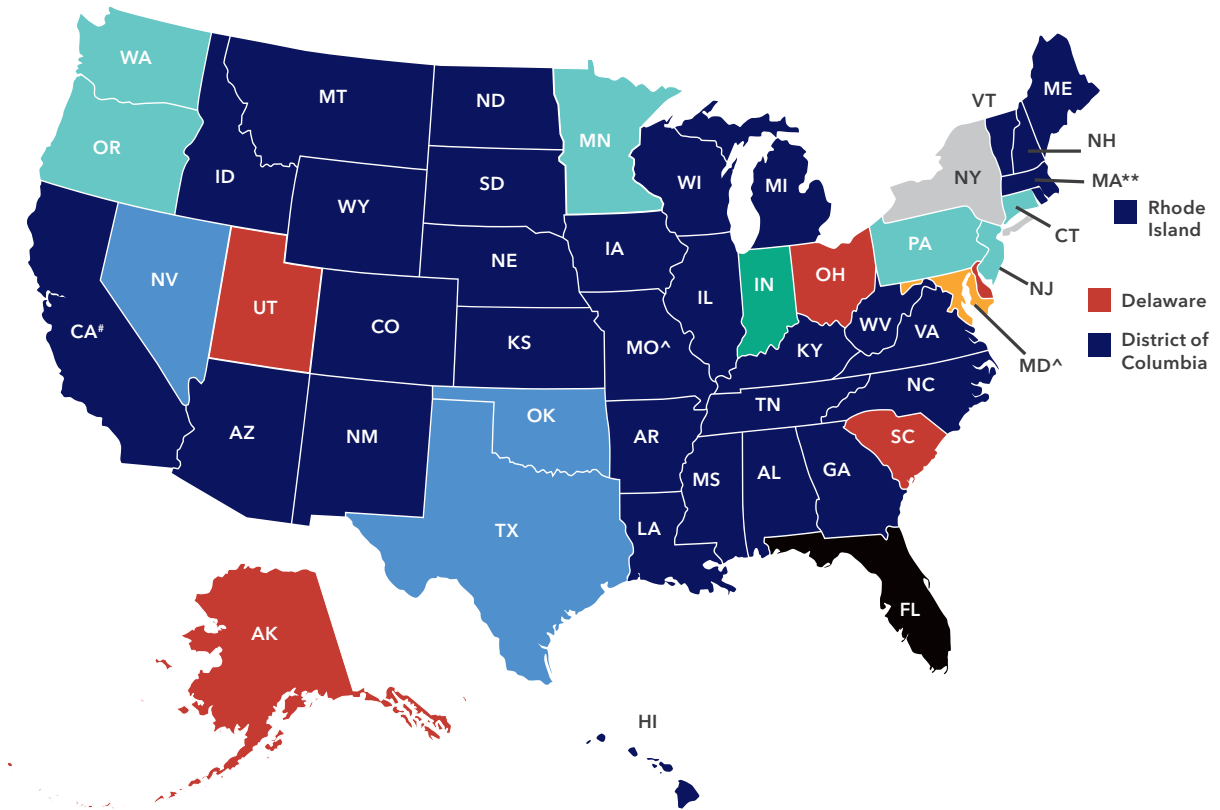 WA
MT
ND
MN
VT
ME
OR
ID
SD
WI
MI
NY
NH
MA**
Rhode
Island
WY
CT
NV
UT
NE
IA
IL
IN
OH
PA
NJ
Delaware
CA#
CO
KS
MO^
KY
WV
VA
MD^
District of
Columbia
AZ
NM
OK
AR
TN
NC
SC
TX
LA
MS
AL
GA
FL
AK
HI